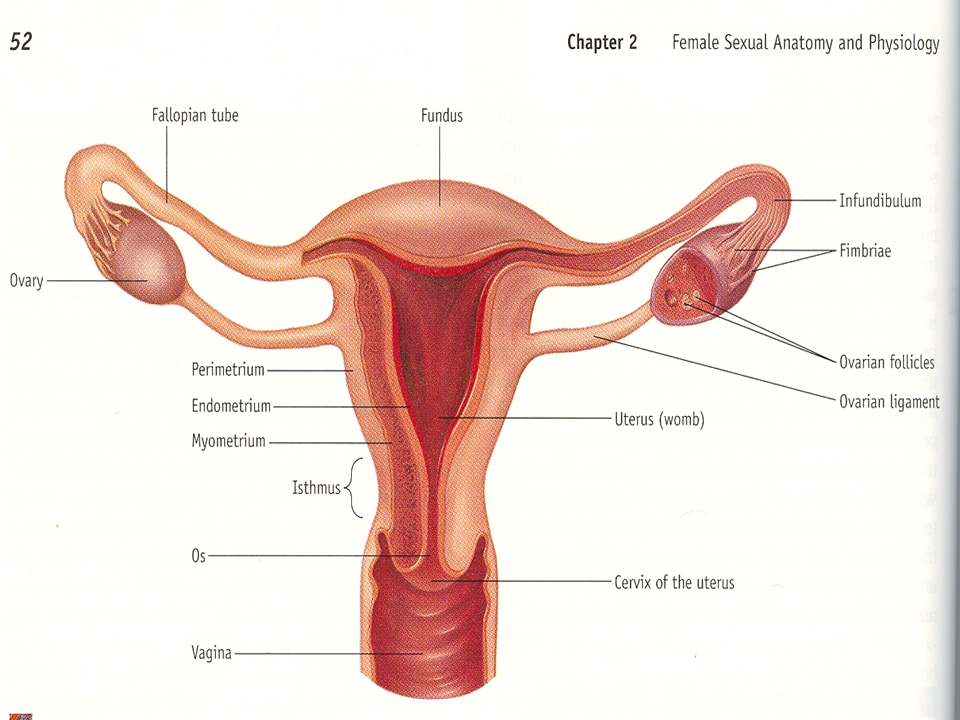 52
Chapter 2 Female Sexual Anatomy and Physiology
Fallopian tube
Fundus
Infundibulum
Fimbriae
Ovary
Ovarian follicles
Perimetrium
Ovarian ligament
Endometrium
Uterus (womb)
Myometrium
Isthmus
Os
Cervix of the uterus
Vagina